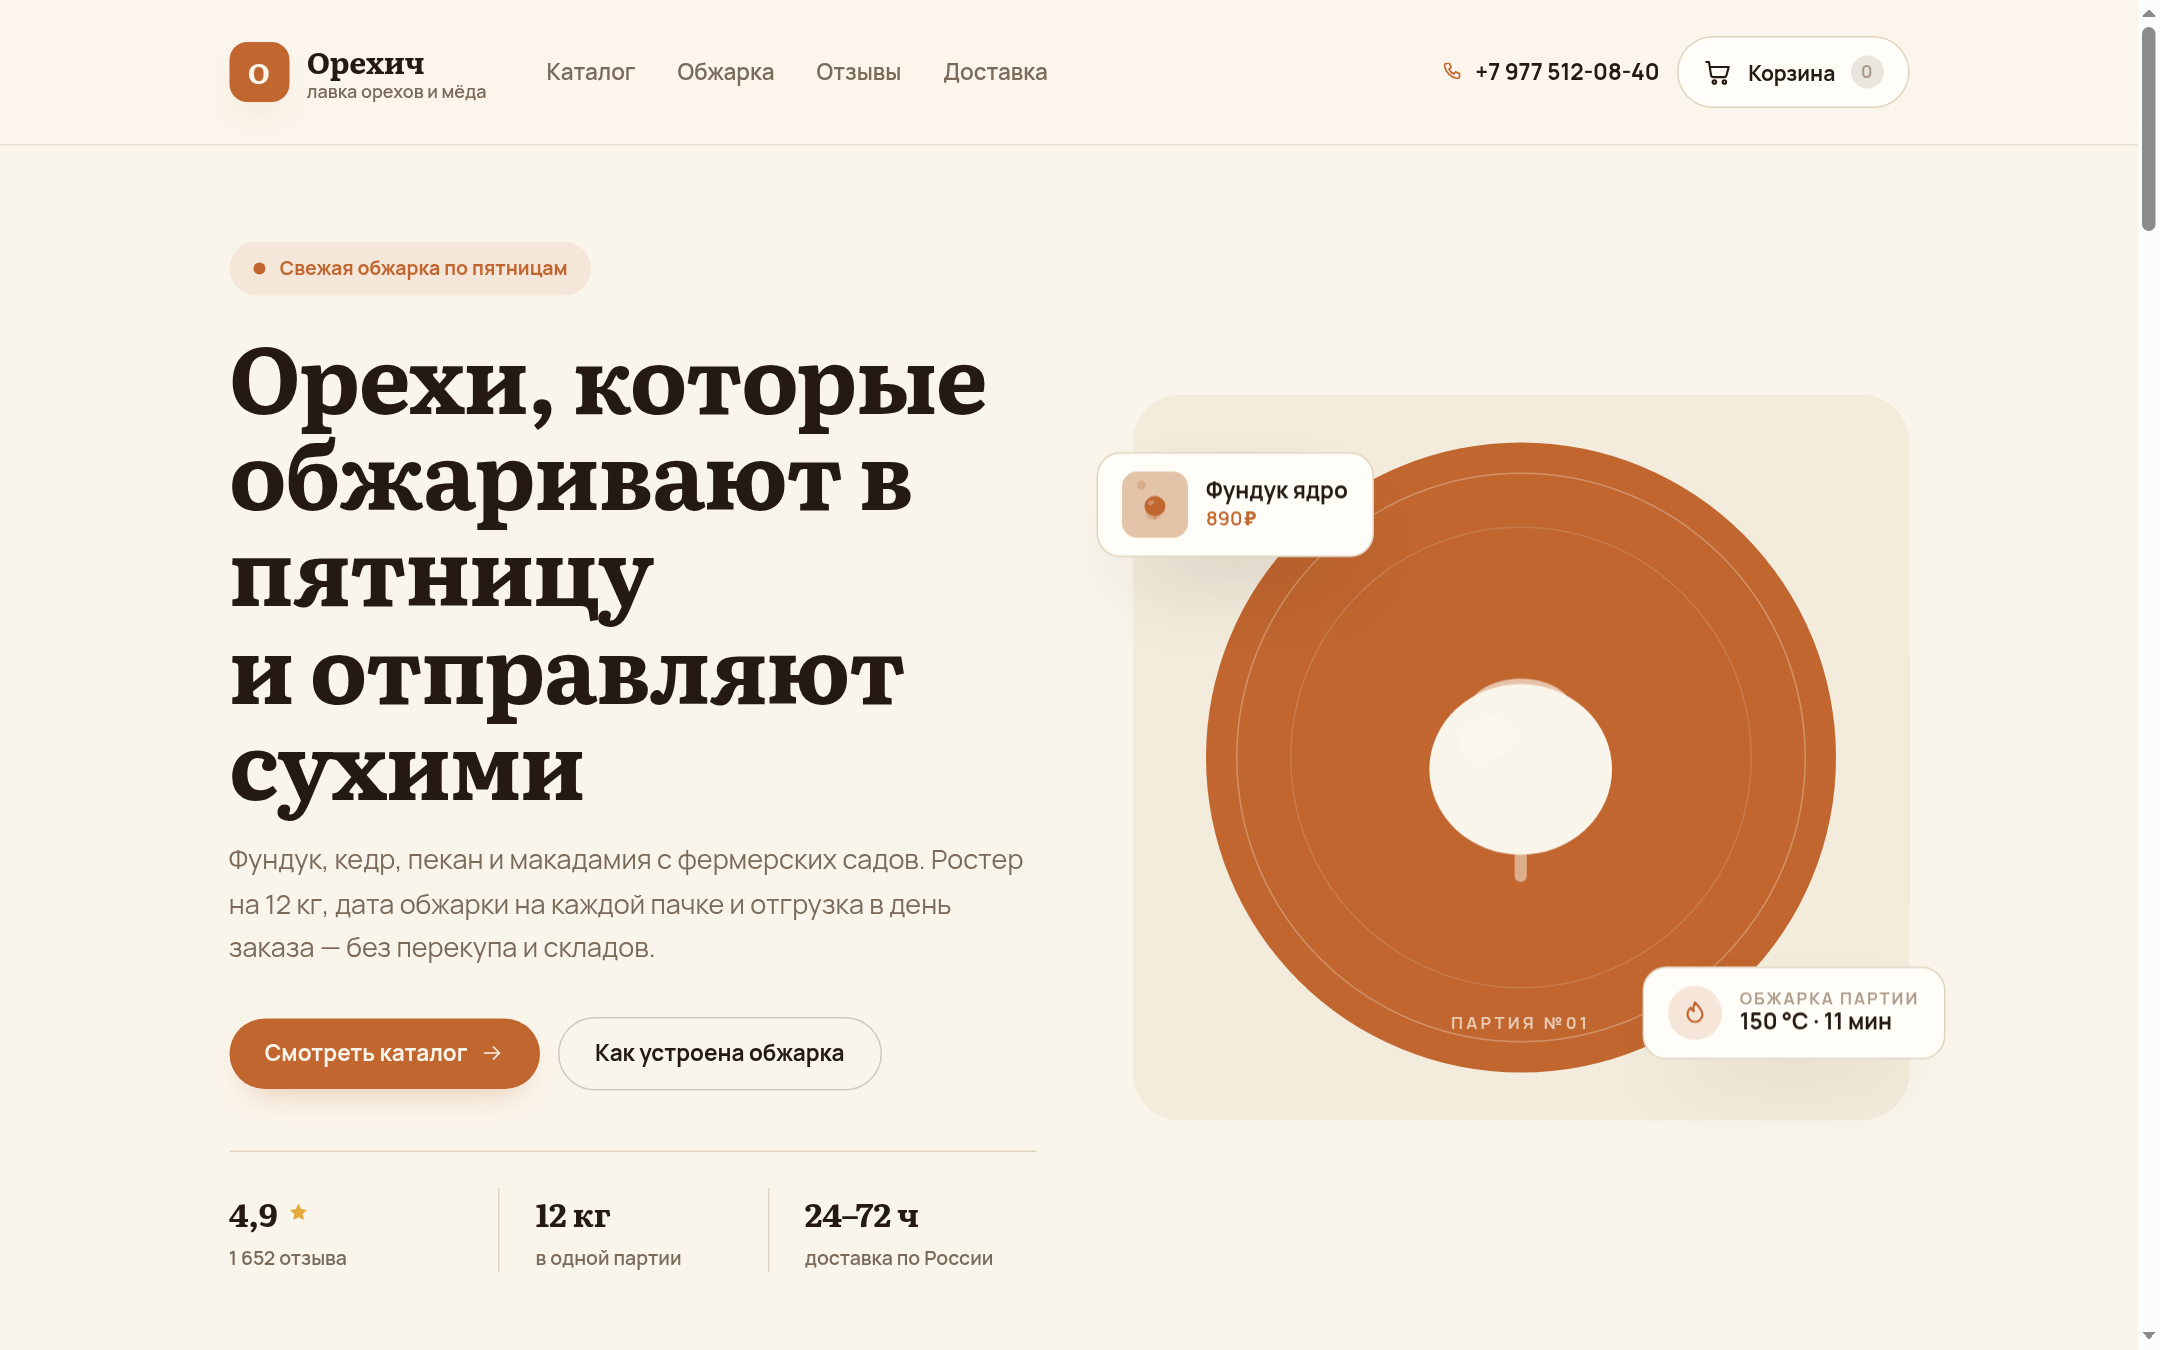 О
Орехич
лавка орехов и мёда
Каталог
Обжарка
Отзывы
Доставка
+7 977 512-08-40
Корзина
0
Свежая обжарка по пятницам
Орехи, которые
обжаривают в
пятницу
и отправляют
сухими
Фундук, кедр, пекан и макадамия с фермерских садов. Ростер
на 12 кг, дата обжарки на каждой пачке и отгрузка в день
заказа — без перекупа и складов.
Смотреть каталог →
Как устроена обжарка
4,9 ★
1 652 отзыва
12 кг
в одной партии
24–72 ч
доставка по России
Фундук ядро
890 ₽
ПАРТИЯ №01
ОБЖАРКА ПАРТИИ
150 °C · 11 мин